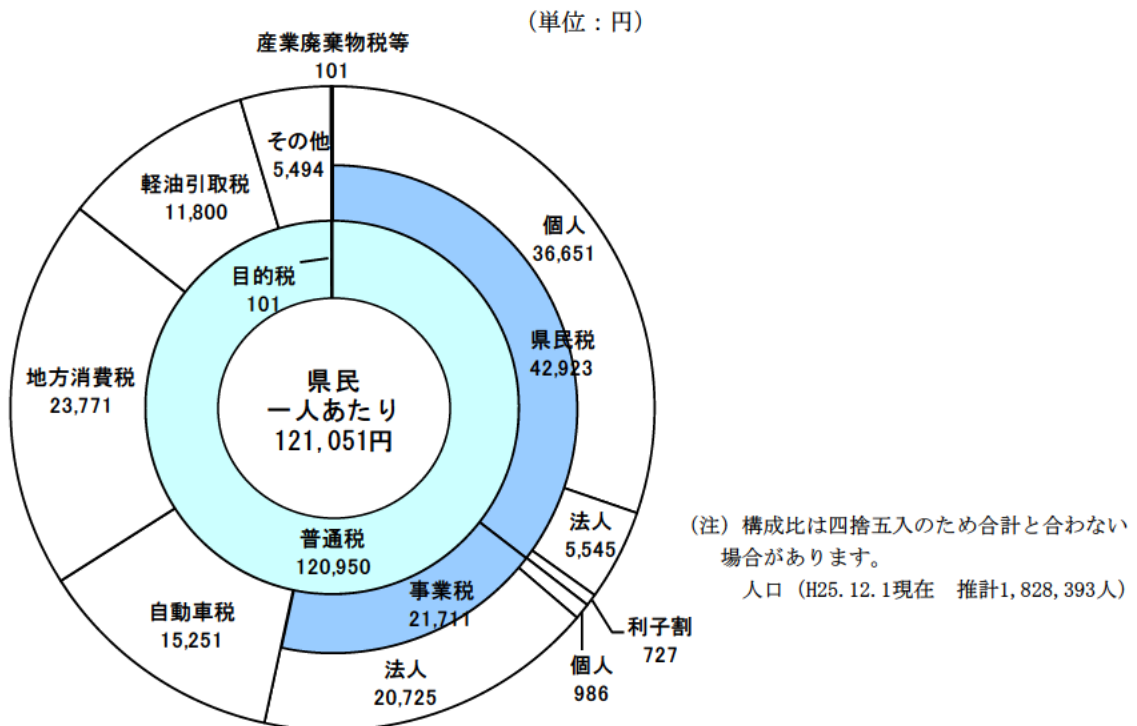 (単位：円)
産業廃棄物税等
101
その他
5,494
軽油引取税
11,800
個人
36,651
目的税
101
県民税
42,923
地方消費税
23,771
県民
一人あたり
121,051円
法人
5,545
(注) 構成比は四捨五入のため合計と合わない
場合があります。
人口 (H25.12.1現在　推計1,828,393人)
普通税
120,950
事業税
21,711
自動車税
15,251
利子割
727
個人
986
法人
20,725